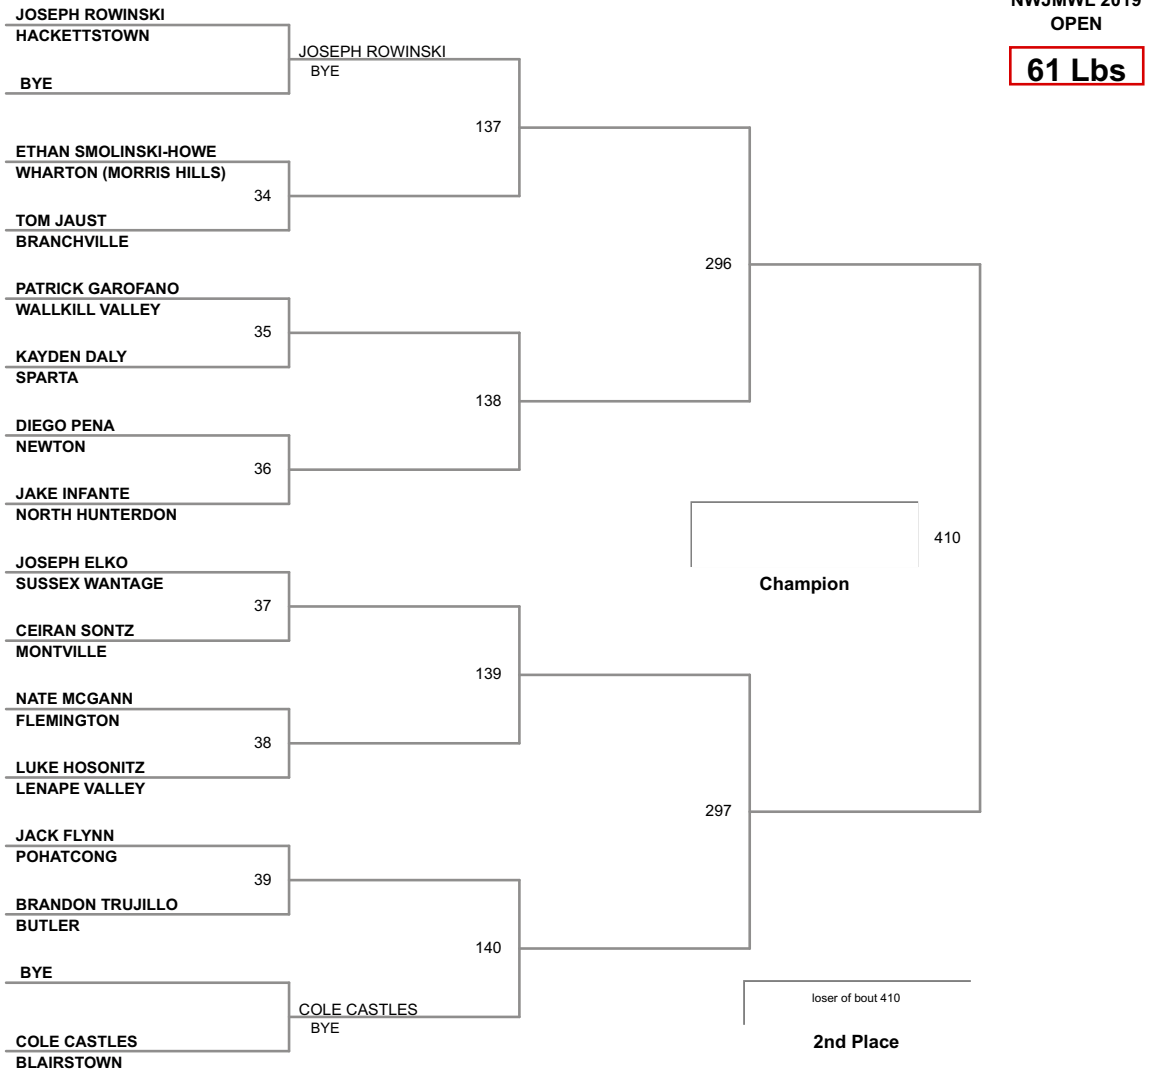 NWJMWL 2019
OPEN
61 Lbs
JOSEPH ROWINSKI
HACKETTSTOWN
JOSEPH ROWINSKI
BYE
BYE
137
ETHAN SMOLINSKI-HOWE
WHARTON (MORRIS HILLS)
34
TOM JAUST
BRANCHVILLE
296
PATRICK GAROFANO
WALLKILL VALLEY
35
KAYDEN DALY
SPARTA
138
DIEGO PENA
NEWTON
36
JAKE INFANTE
NORTH HUNTERDON
410
JOSEPH ELKO
SUSSEX WANTAGE
Champion
37
CEIRAN SONTZ
MONTVILLE
139
NATE MCGANN
FLEMINGTON
38
LUKE HOSONITZ
LENAPE VALLEY
297
JACK FLYNN
POHATCONG
39
BRANDON TRUJILLO
BUTLER
140
BYE
loser of bout 410
COLE CASTLES
BYE
2nd Place
COLE CASTLES
BLAIRSTOWN